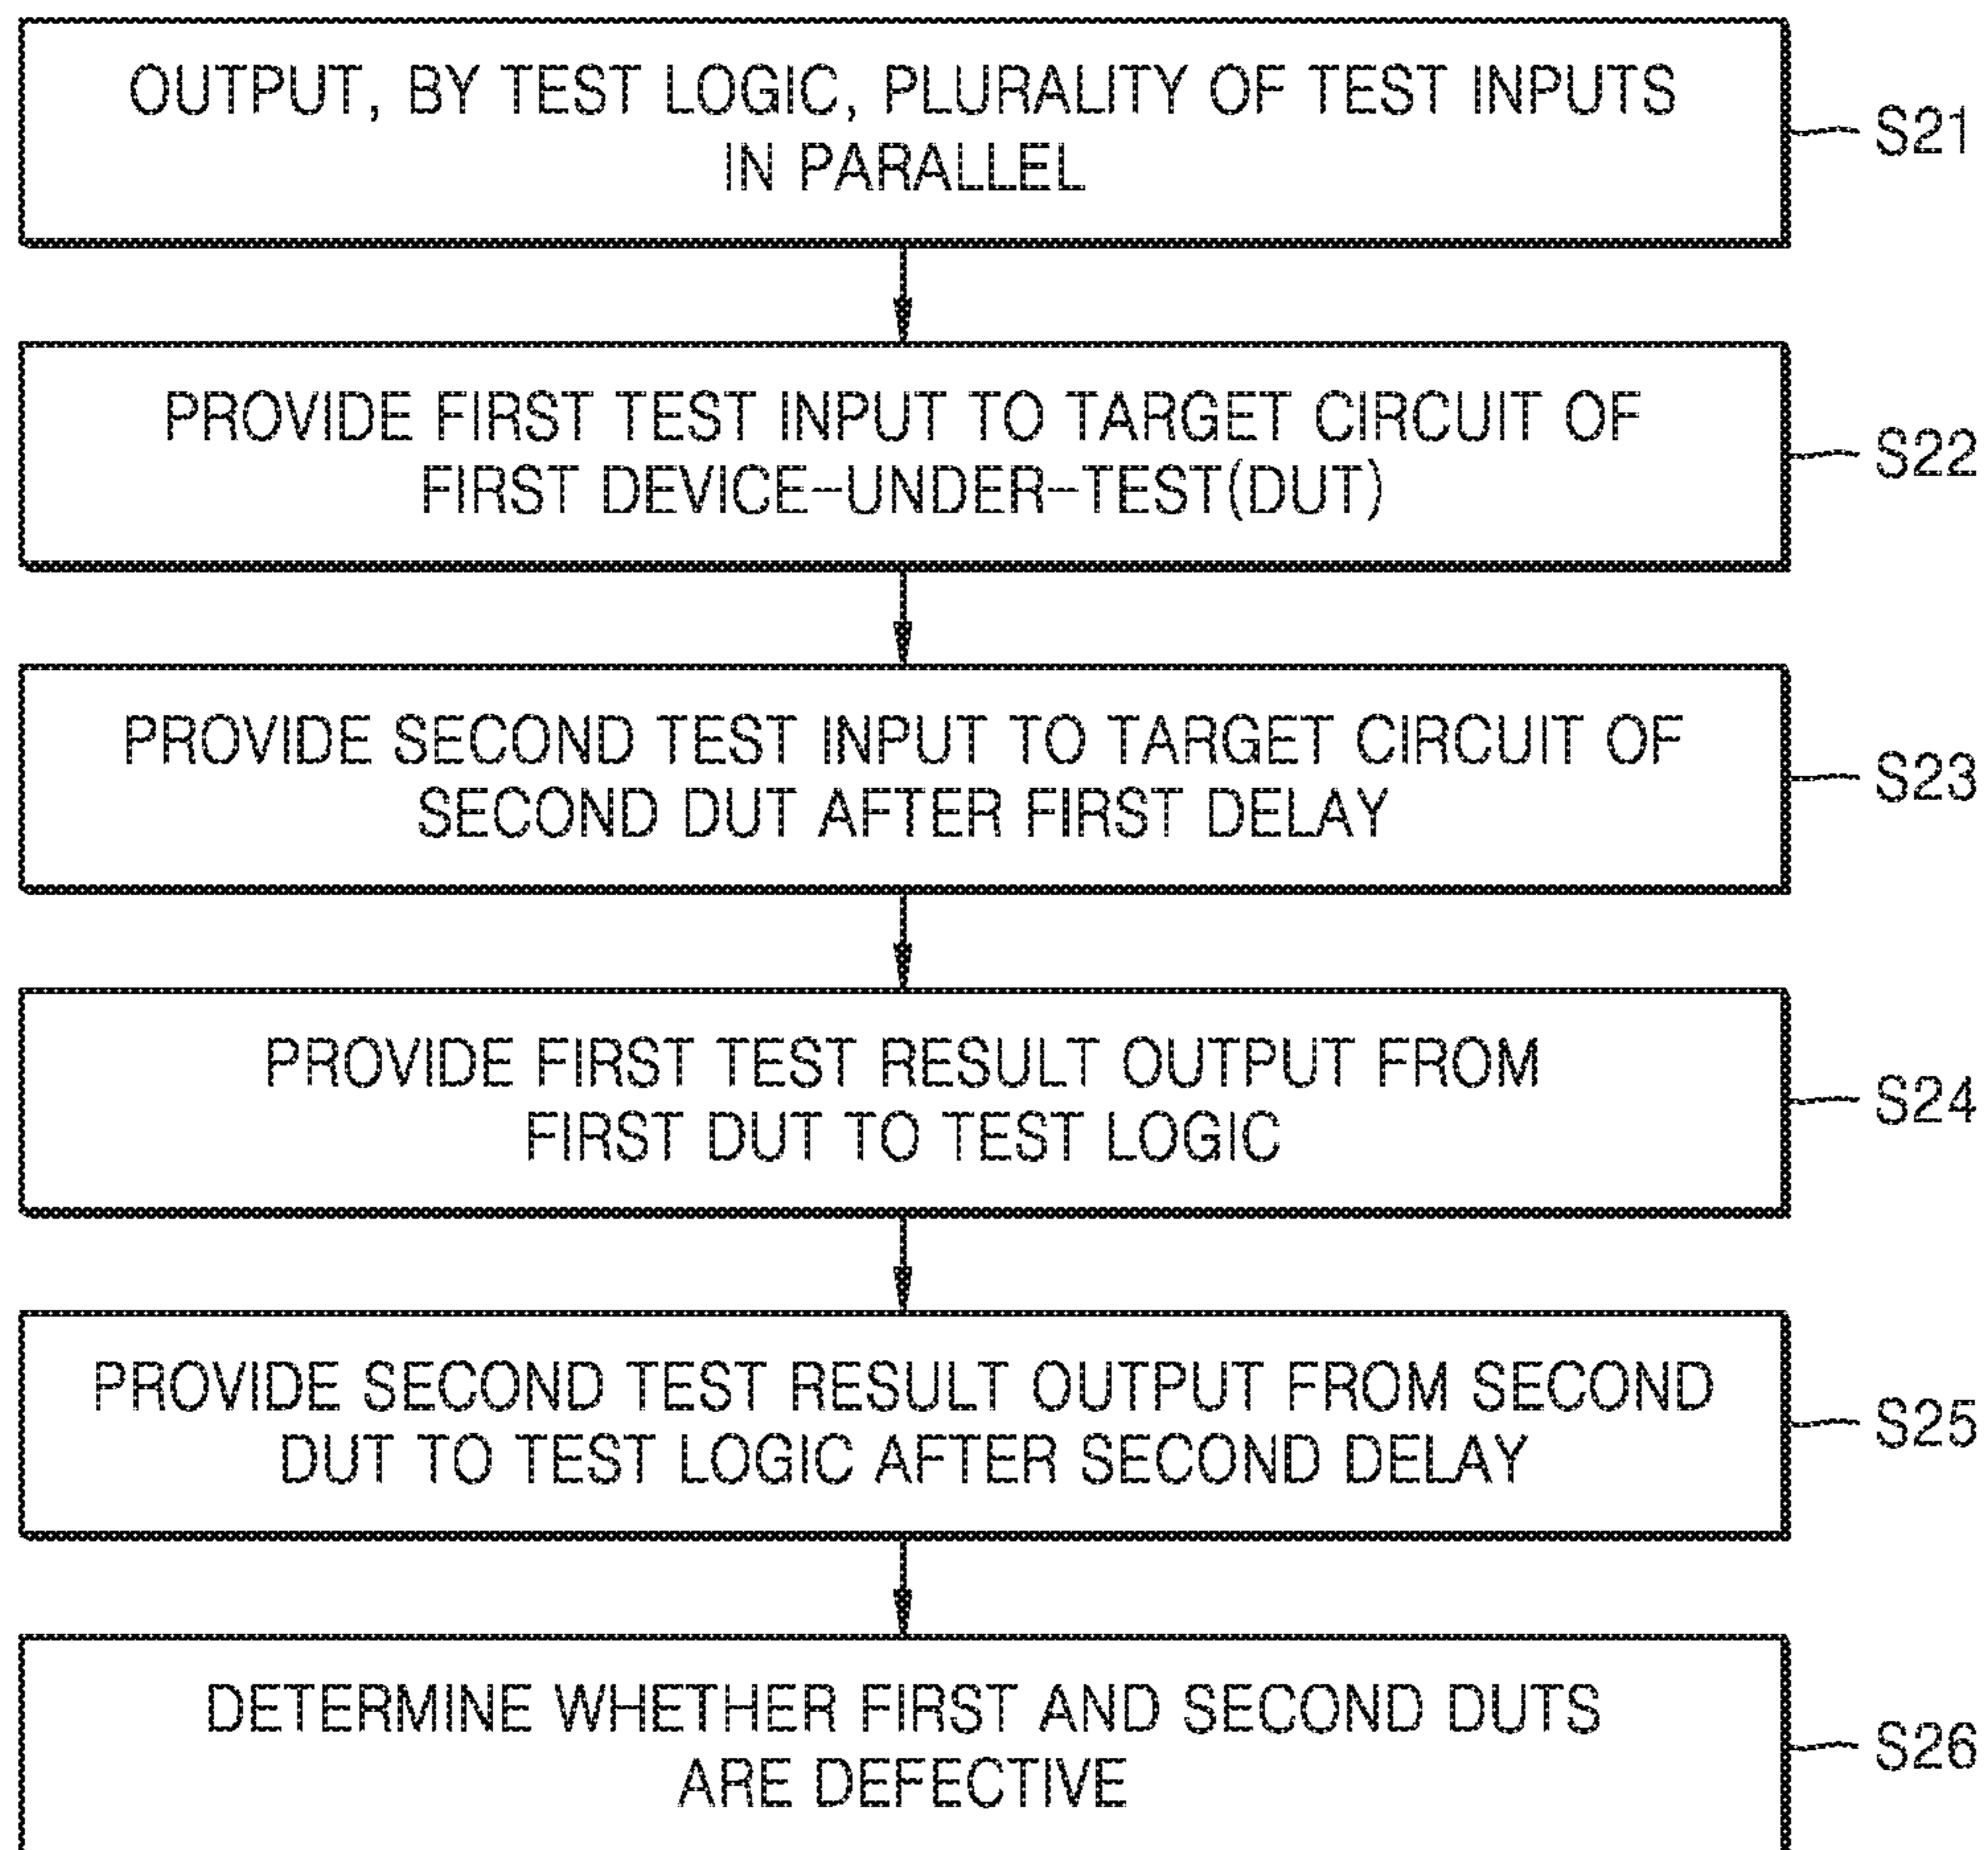 OUTPUT, BY TEST LOGIC, PLURALITY OF TEST INPUTS
IN PARALLEL
S21
PROVIDE FIRST TEST INPUT TO TARGET CIRCUIT OF
FIRST DEVICE-UNDER-TEST(DUT)
S22
PROVIDE SECOND TEST INPUT TO TARGET CIRCUIT OF
SECOND DUT AFTER FIRST DELAY
S23
PROVIDE FIRST TEST RESULT OUTPUT FROM
FIRST DUT TO TEST LOGIC
S24
PROVIDE SECOND TEST RESULT OUTPUT FROM SECOND
DUT TO TEST LOGIC AFTER SECOND DELAY
S25
DETERMINE WHETHER FIRST AND SECOND DUTS
ARE DEFECTIVE
S26